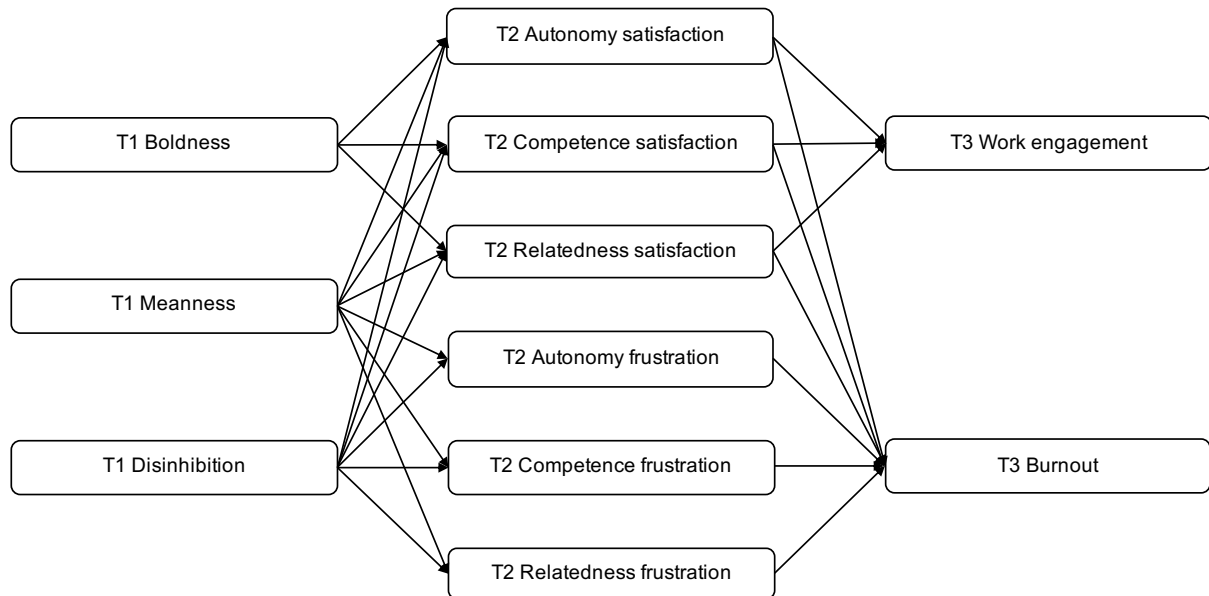 T1 Boldness
T1 Meanness
T1 Disinhibition
T2 Autonomy satisfaction
T2 Competence satisfaction
T2 Relatedness satisfaction
T2 Autonomy frustration
T2 Competence frustration
T2 Relatedness frustration
T3 Work engagement
T3 Burnout